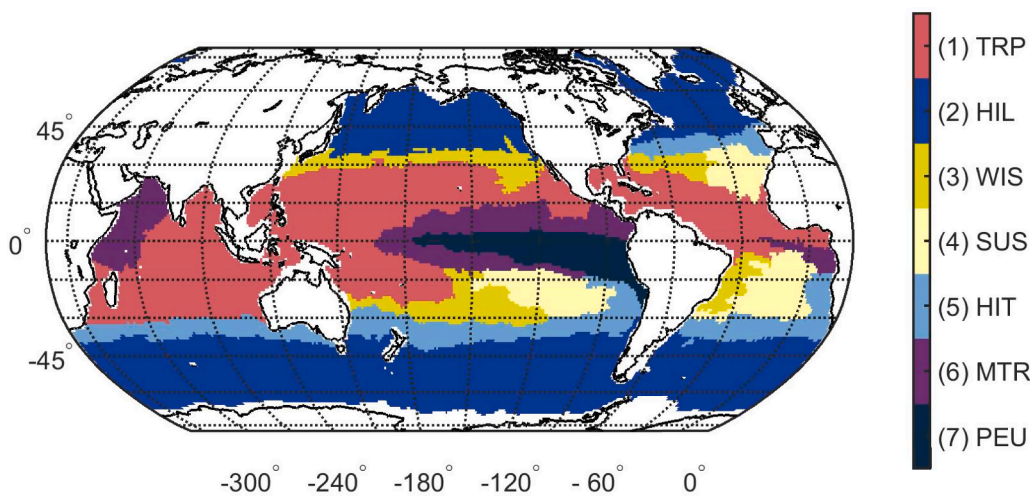 (1) TRP
(2) HIL
(3) WIS
(4) SUS
(5) HIT
(6) MTR
(7) PEU
45°
0°
-45°
-300° -240° -180° -120° - 60° 0°